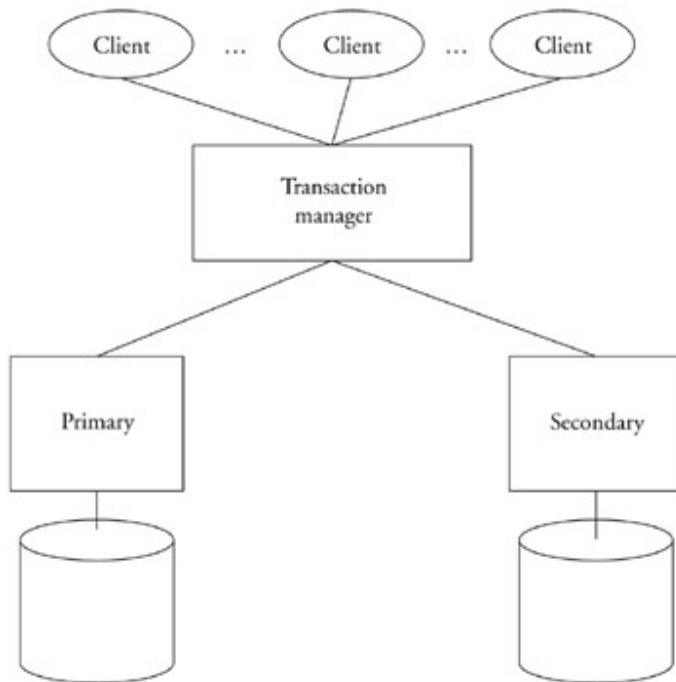 Client ... Client ... Client
Transaction
manager
Primary
Secondary